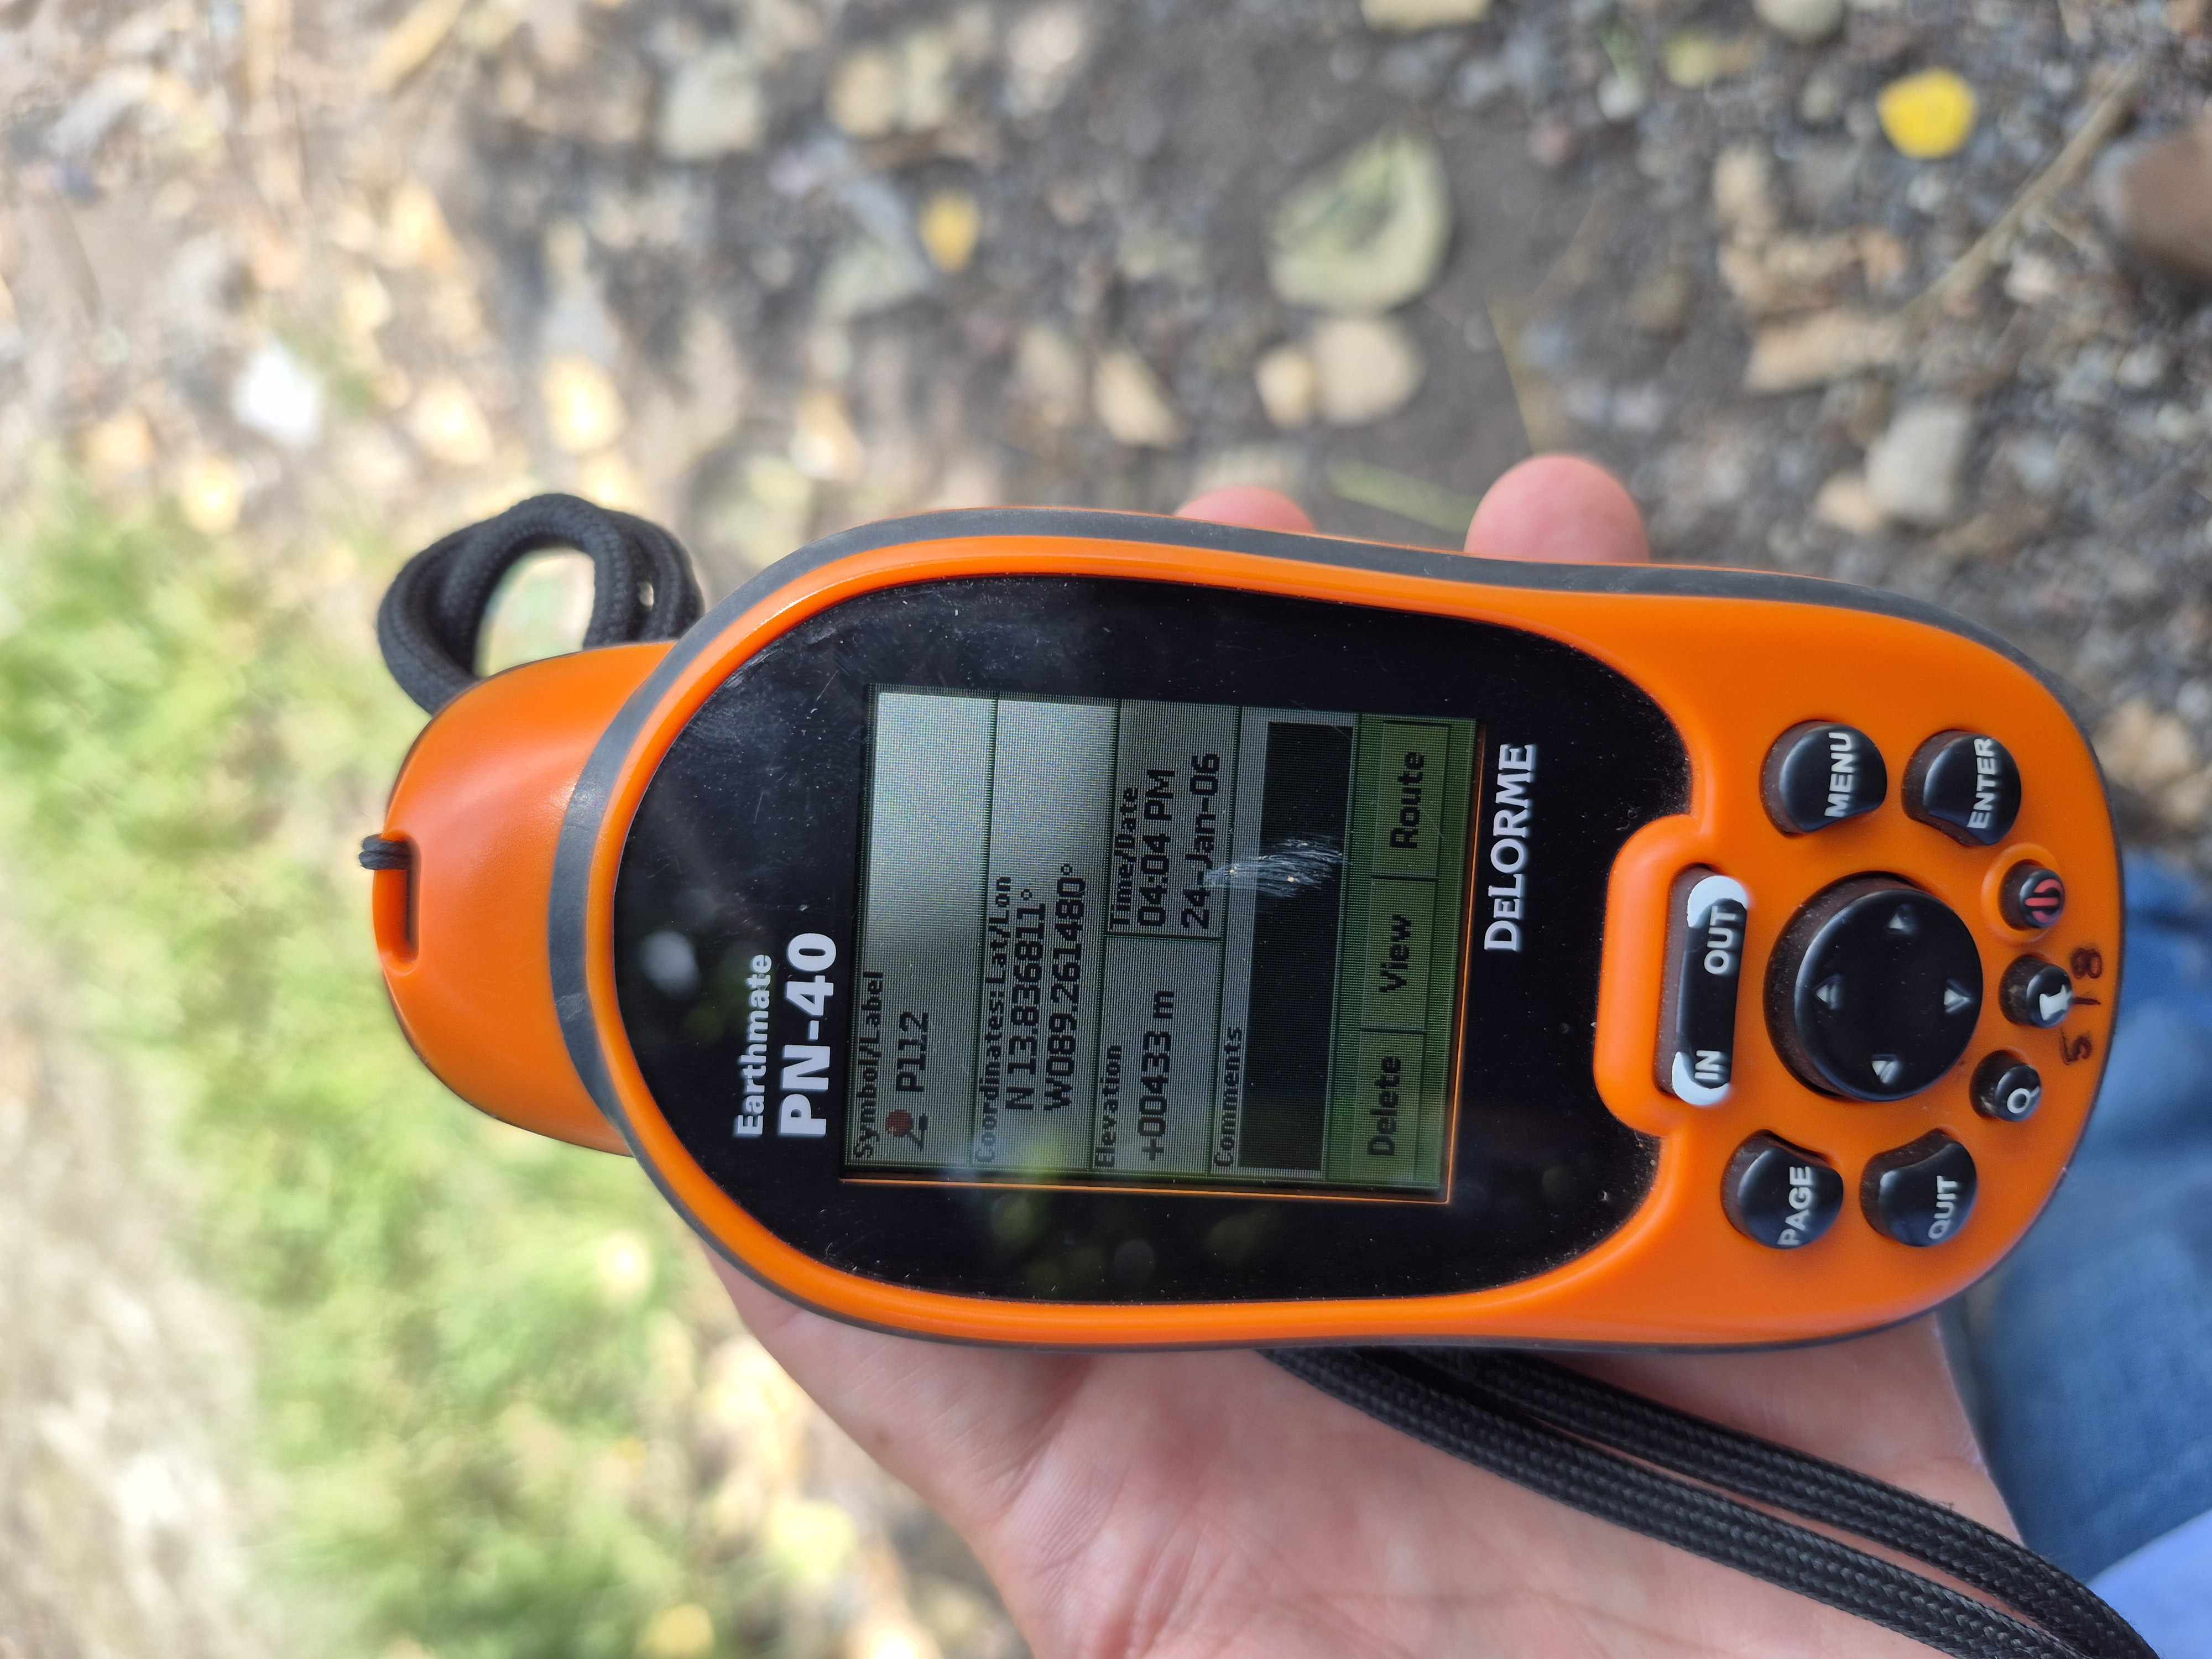 Earthmate
PN-40
Symbol/Label
P112
Coordinates:Lat/Lon
N 13.836811°
W089.261480°
Elevation
+00433 m
Time/Date
04:04 PM
24-Jan-06
Comments
Delete View Route
DELORME
IN OUT
PAGE
MENU
QUIT
ENTER
Q
518